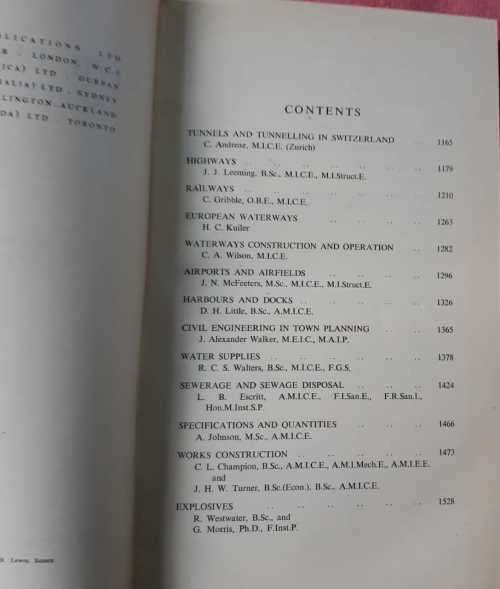 BLICATIONS LTD
R · LONDON, W.C.1
ICA) LTD · DURBAN
ALIA) LTD · SYDNEY
LLINGTON AUCKLAND
DA) LTD · TORONTO
Lewes, Sussex
CONTENTS
TUNNELS AND TUNNELLING IN SWITZERLAND .. 1165
C. Andreae, M.I.C.E. (Zurich)
HIGHWAYS .. .. .. .. .. .. .. 1179
J. J. Leeming, B.Sc., M.I.C.E., M.I.Struct.E.
RAILWAYS .. .. .. .. .. .. .. 1210
C. Gribble, O.B.E., M.I.C.E.
EUROPEAN WATERWAYS .. .. .. .. 1263
H. C. Kuiler
WATERWAYS CONSTRUCTION AND OPERATION .. 1282
C. A. Wilson, M.I.C.E.
AIRPORTS AND AIRFIELDS .. .. .. .. 1296
J. N. McFeeters, M.Sc., M.I.C.E., M.I.Struct.E.
HARBOURS AND DOCKS .. .. .. .. .. 1326
D. H. Little, B.Sc., A.M.I.C.E.
CIVIL ENGINEERING IN TOWN PLANNING .. .. 1365
J. Alexander Walker, M.E.I.C., M.A.I.P.
WATER SUPPLIES .. .. .. .. .. .. 1378
R. C. S. Walters, B.Sc., M.I.C.E., F.G.S.
SEWERAGE AND SEWAGE DISPOSAL .. .. .. 1424
L. B. Escritt, A.M.I.C.E., F.I.San.E., F.R.San.I.,
Hon.M.Inst.S.P.
SPECIFICATIONS AND QUANTITIES .. .. .. 1466
A. Johnson, M.Sc., A.M.I.C.E.
WORKS CONSTRUCTION .. .. .. .. .. 1473
C. L. Champion, B.Sc., A.M.I.C.E., A.M.I.Mech.E., A.M.I.E.E.
and
J. H. W. Turner, B.Sc.(Econ.), B.Sc., A.M.I.C.E.
EXPLOSIVES .. .. .. .. .. .. 1528
R. Westwater, B.Sc., and
G. Morris, Ph.D., F.Inst.P.